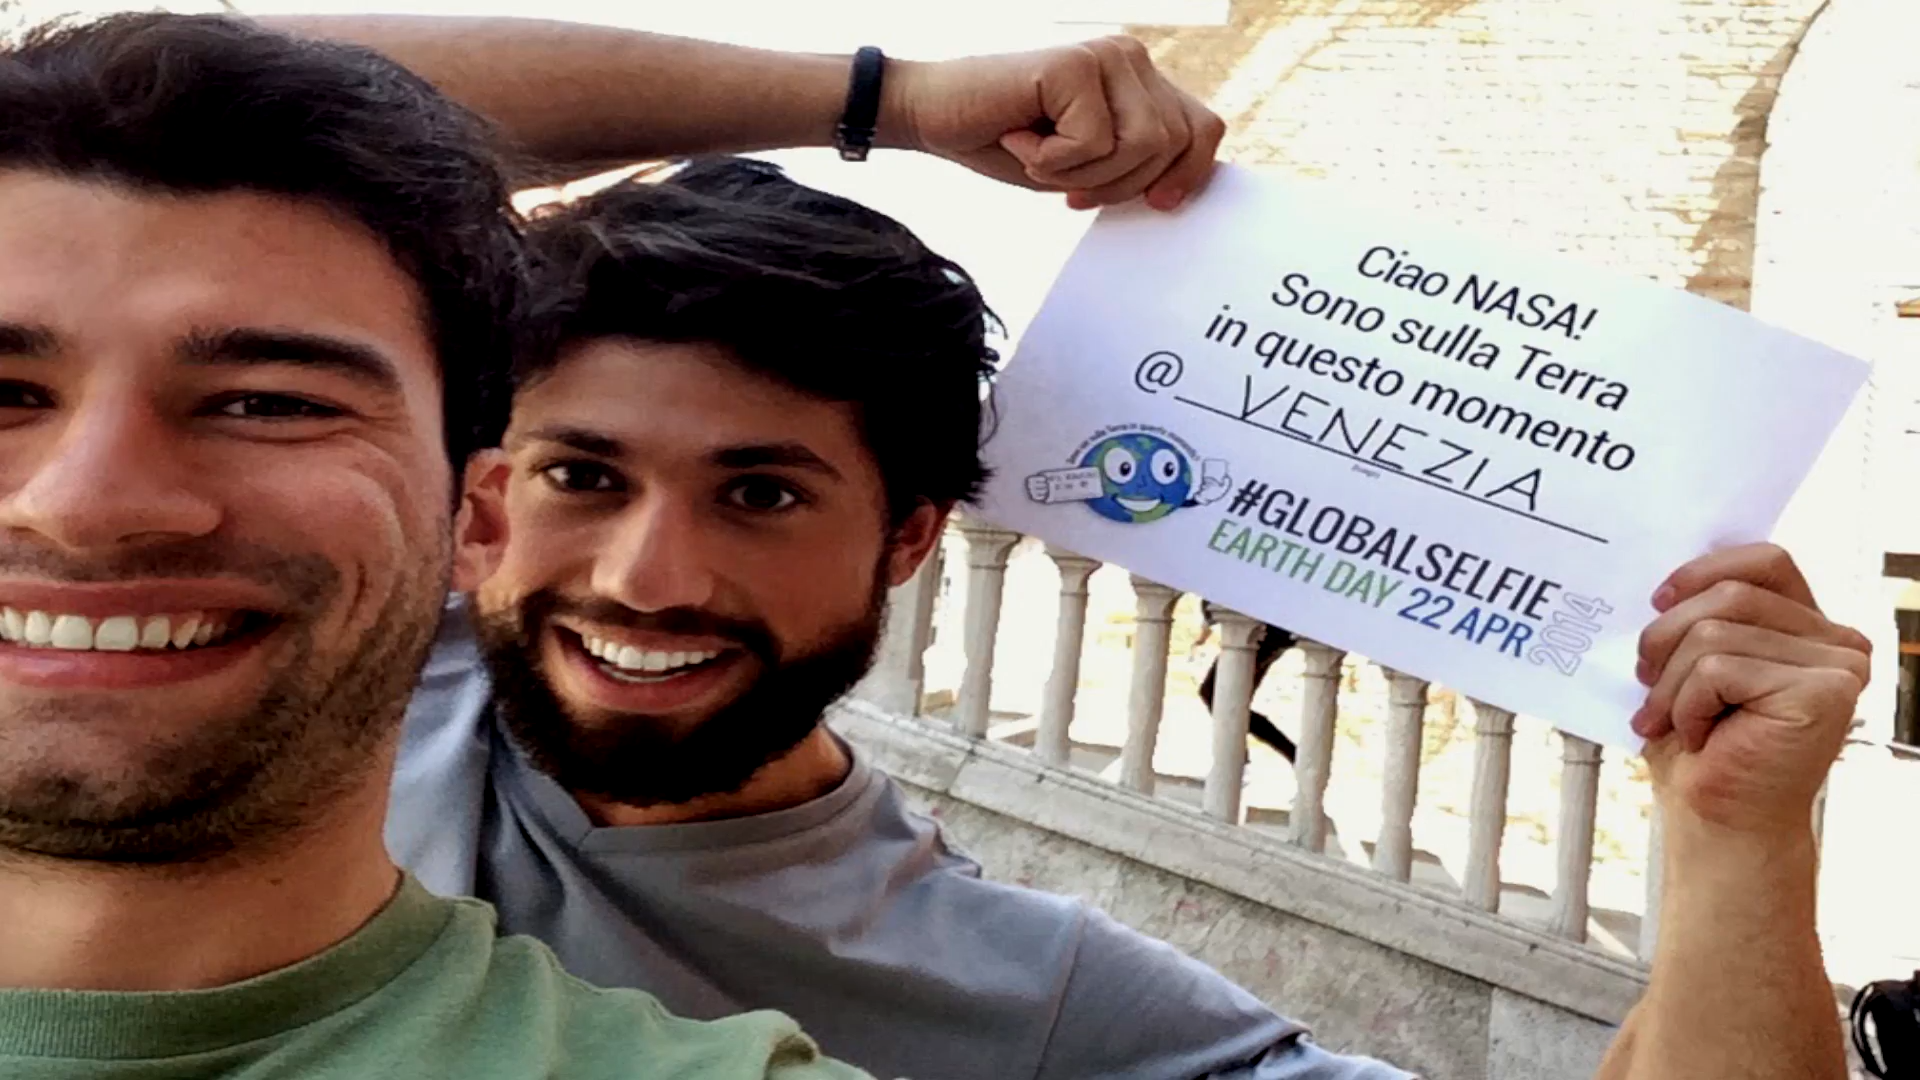 Ciao NASA!
Sono sulla Terra
in questo momento
@ VENEZIA
#GLOBALSELFIE
EARTH DAY 22 APR
2014